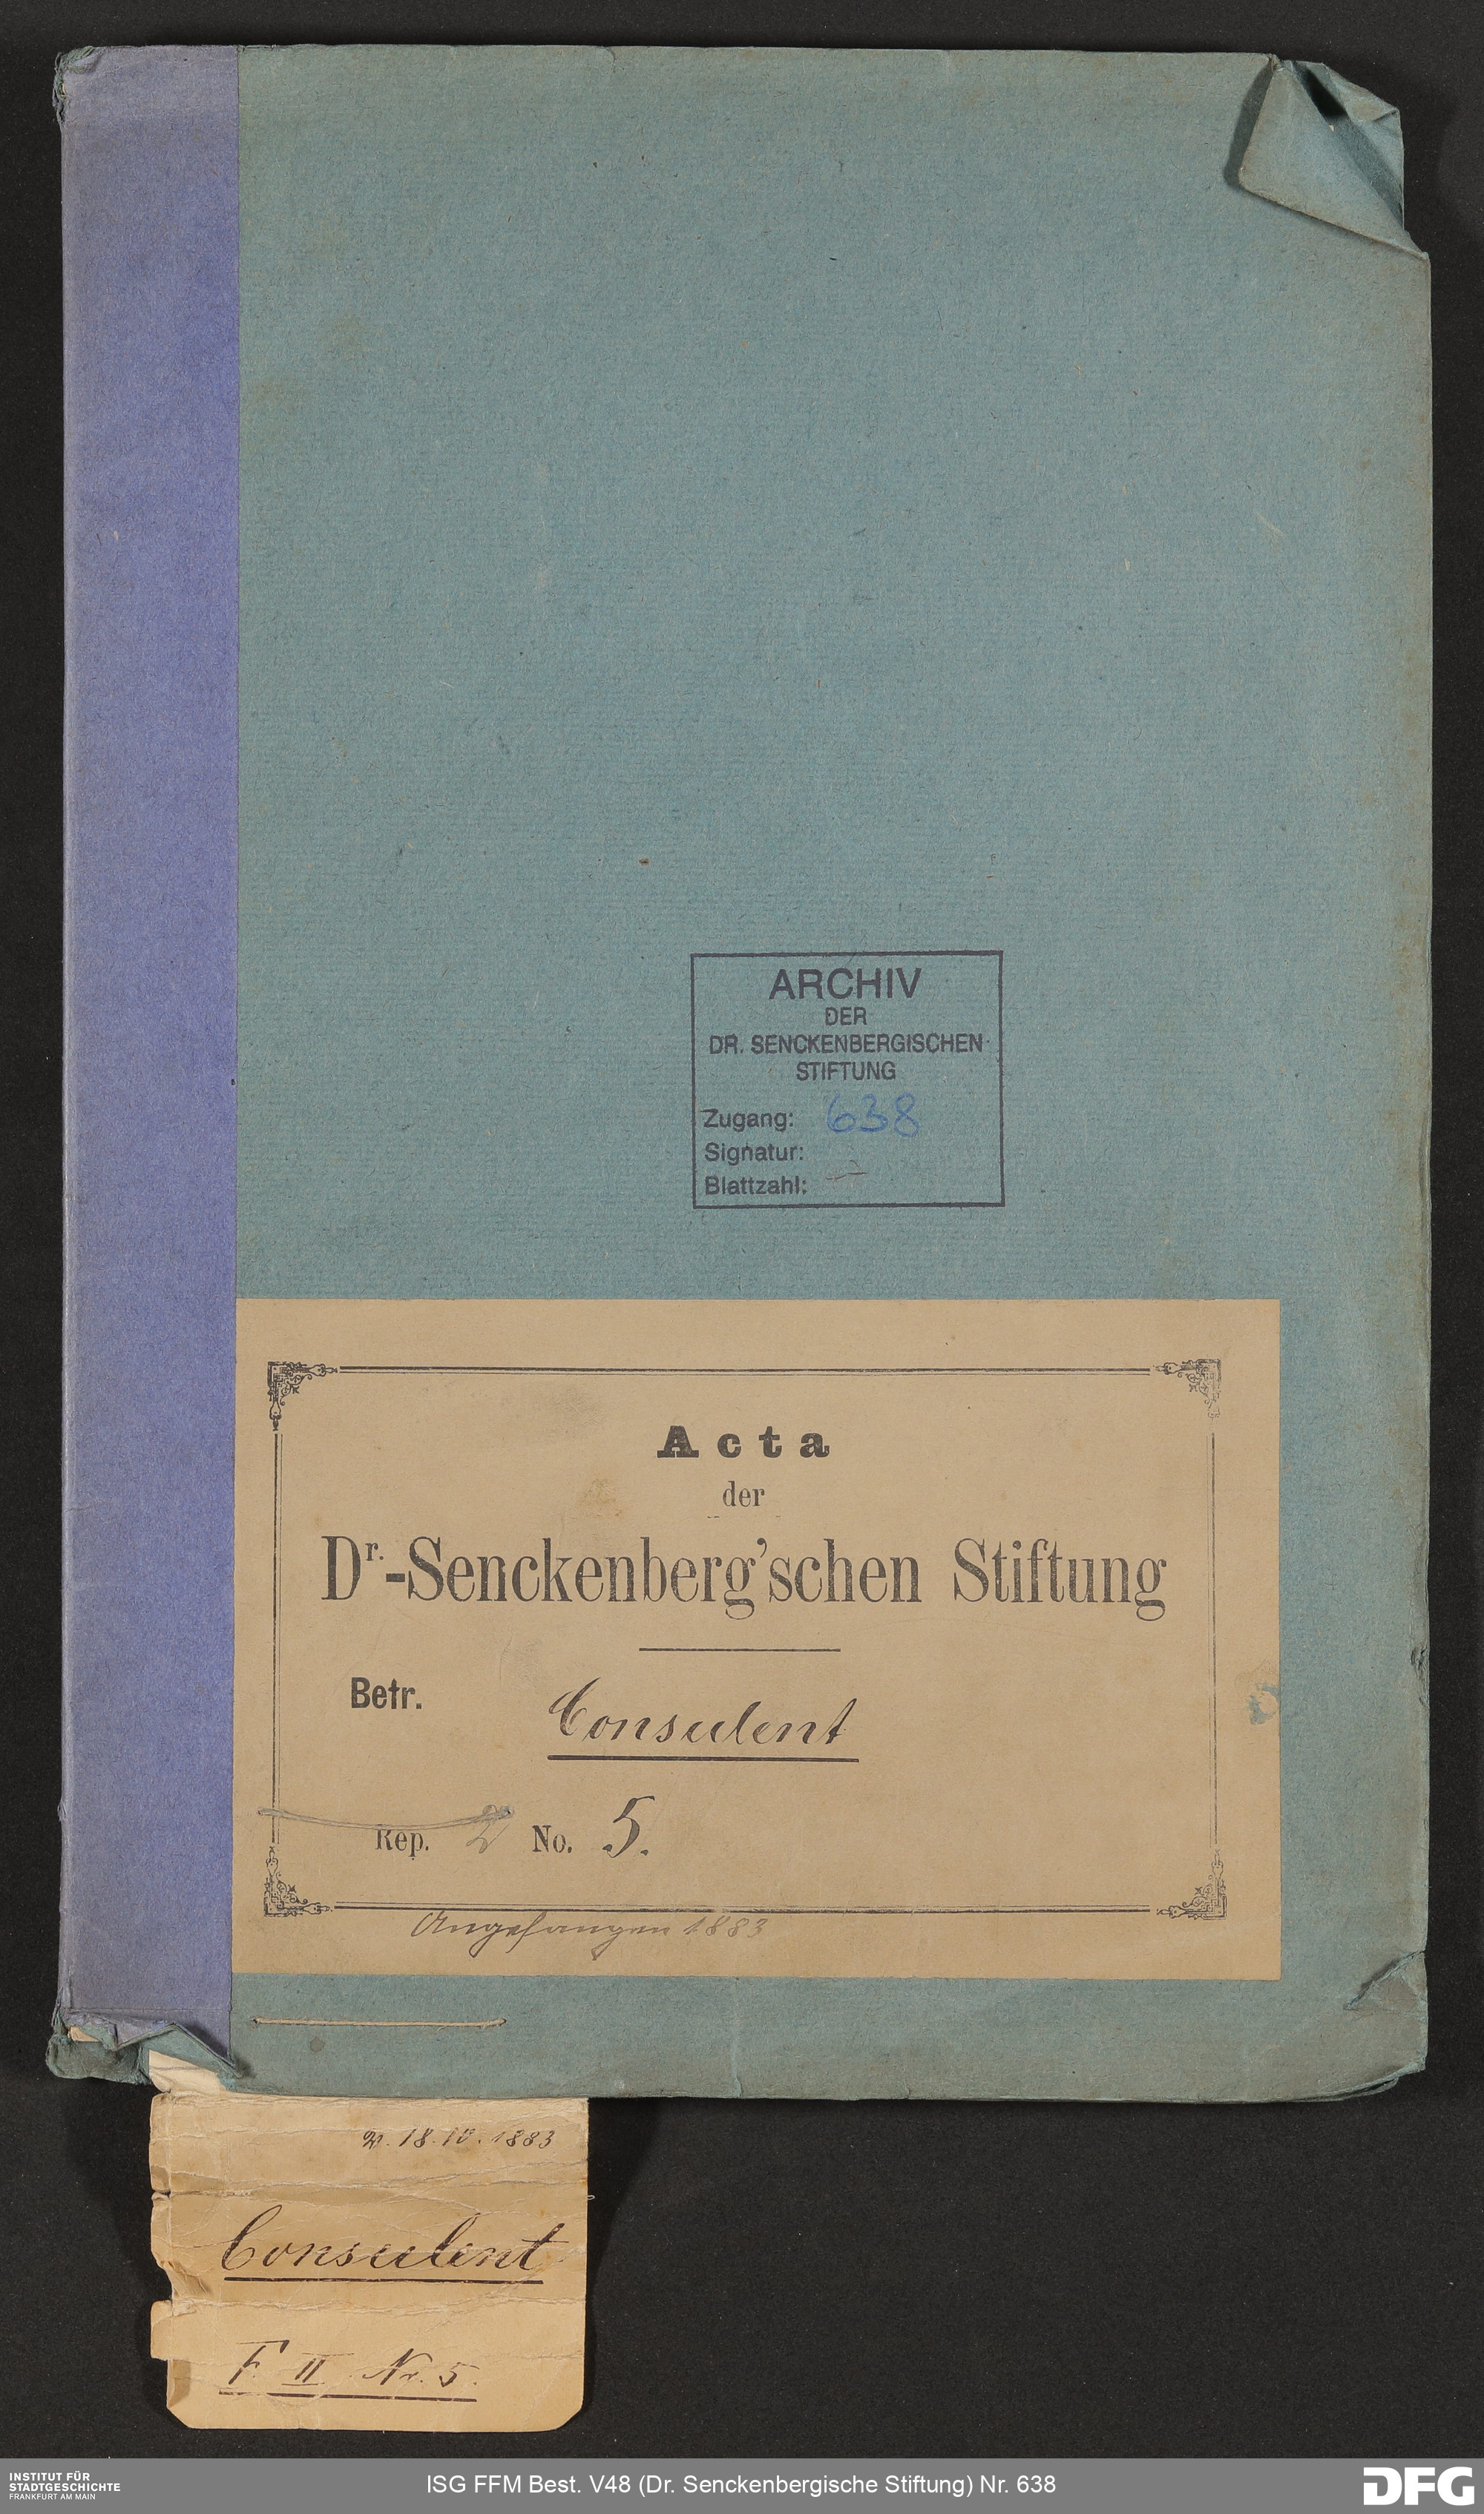 ARCHIV
DER
DR. SENCKENBERGISCHEN
STIFTUNG
Zugang: 638
Signatur:
Blattzahl:
Acta
der
Dr.-Senckenberg'schen Stiftung
Betr.
Consulent
Rep. 2 No. 5.
Angefangen 1883
18.10.1883
Consulent
F II Nr. 5.
INSTITUT FÜR
STADTGESCHICHTE
FRANKFURT AM MAIN
ISG FFM Best. V48 (Dr. Senckenbergische Stiftung) Nr. 638
DFG